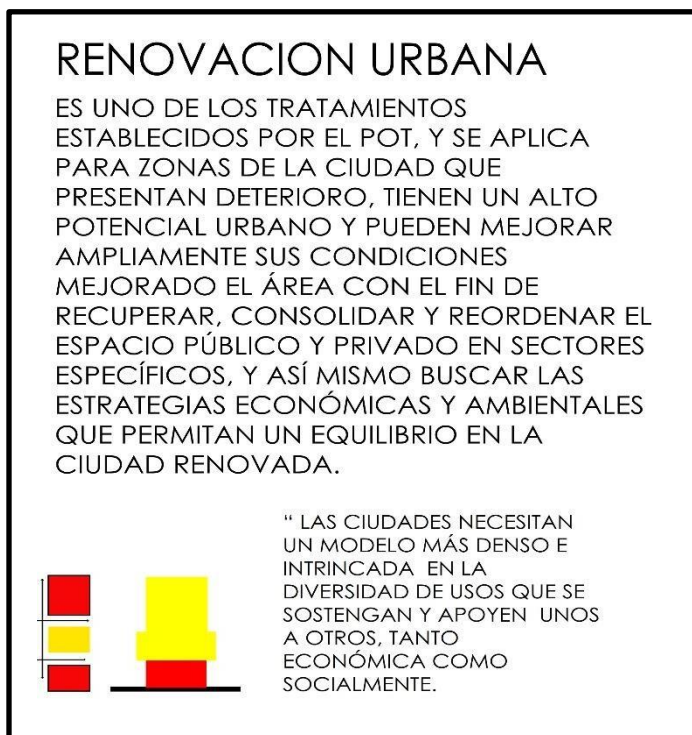 RENOVACION URBANA
ES UNO DE LOS TRATAMIENTOS
ESTABLECIDOS POR EL POT, Y SE APLICA
PARA ZONAS DE LA CIUDAD QUE
PRESENTAN DETERIORO, TIENEN UN ALTO
POTENCIAL URBANO Y PUEDEN MEJORAR
AMPLIAMENTE SUS CONDICIONES
MEJORADO EL ÁREA CON EL FIN DE
RECUPERAR, CONSOLIDAR Y REORDENAR EL
ESPACIO PÚBLICO Y PRIVADO EN SECTORES
ESPECÍFICOS, Y ASÍ MISMO BUSCAR LAS
ESTRATEGIAS ECONÓMICAS Y AMBIENTALES
QUE PERMITAN UN EQUILIBRIO EN LA
CIUDAD RENOVADA.
“ LAS CIUDADES NECESITAN
UN MODELO MÁS DENSO E
INTRINCADA EN LA
DIVERSIDAD DE USOS QUE SE
SOSTENGAN Y APOYEN UNOS
A OTROS, TANTO
ECONÓMICA COMO
SOCIALMENTE.